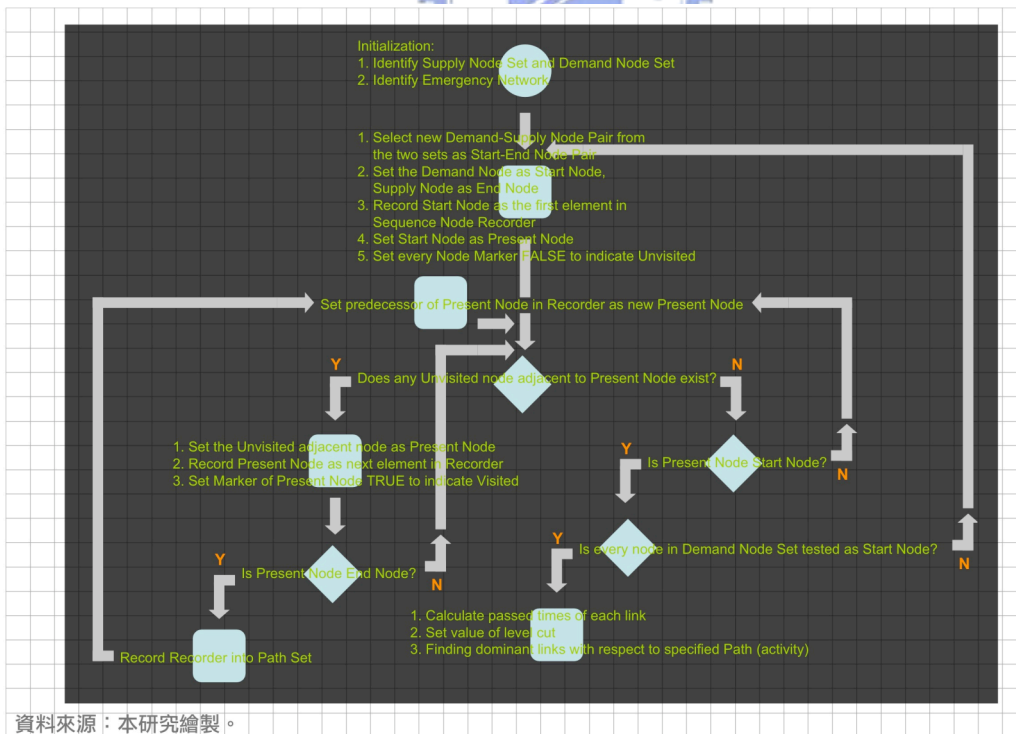 Initialization:
1. Identify Supply Node Set and Demand Node Set
2. Identify Emergency Network
1. Select new Demand-Supply Node Pair from
the two sets as Start-End Node Pair
2. Set the Demand Node as Start Node,
Supply Node as End Node
3. Record Start Node as the first element in
Sequence Node Recorder
4. Set Start Node as Present Node
5. Set every Node Marker FALSE to indicate Unvisited
Set predecessor of Present Node in Recorder as new Present Node
Y
N
Does any Unvisited node adjacent to Present Node exist?
1. Set the Unvisited adjacent node as Present Node
2. Record Present Node as next element in Recorder
3. Set Marker of Present Node TRUE to indicate Visited
Y
Is Present Node Start Node?
N
Y
Is every node in Demand Node Set tested as Start Node?
N
Y
Is Present Node End Node?
N
1. Calculate passed times of each link
2. Set value of level cut
3. Finding dominant links with respect to specified Path (activity)
Record Recorder into Path Set
資料來源：本研究繪製。